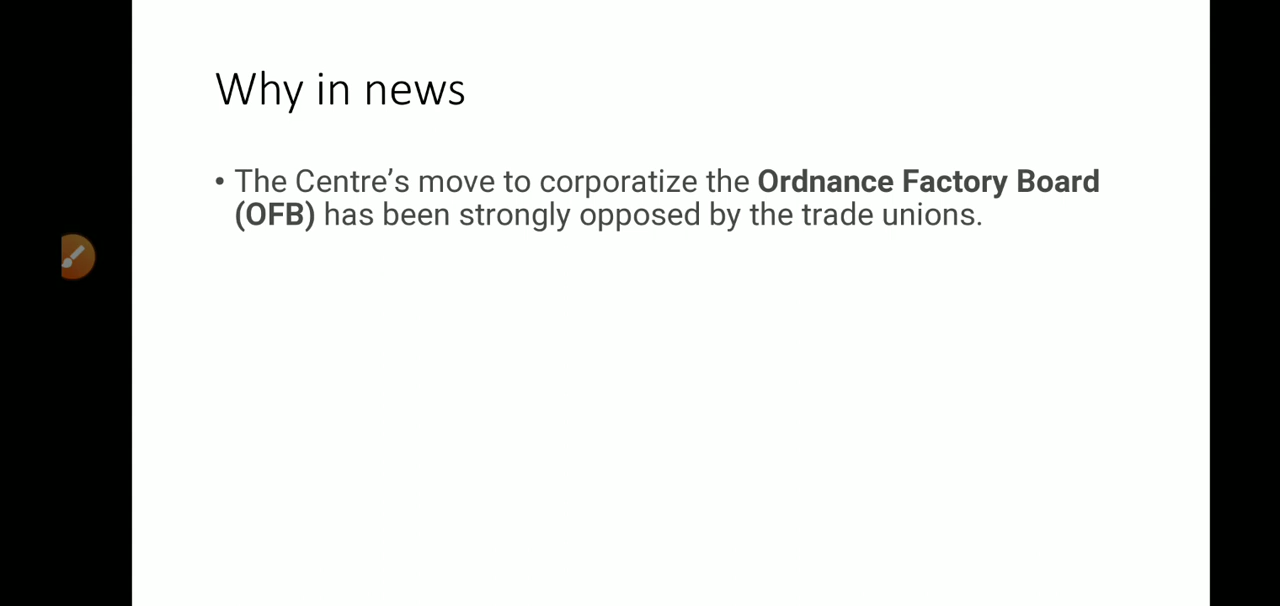 Why in news
• The Centre’s move to corporatize the Ordnance Factory Board
(OFB) has been strongly opposed by the trade unions.